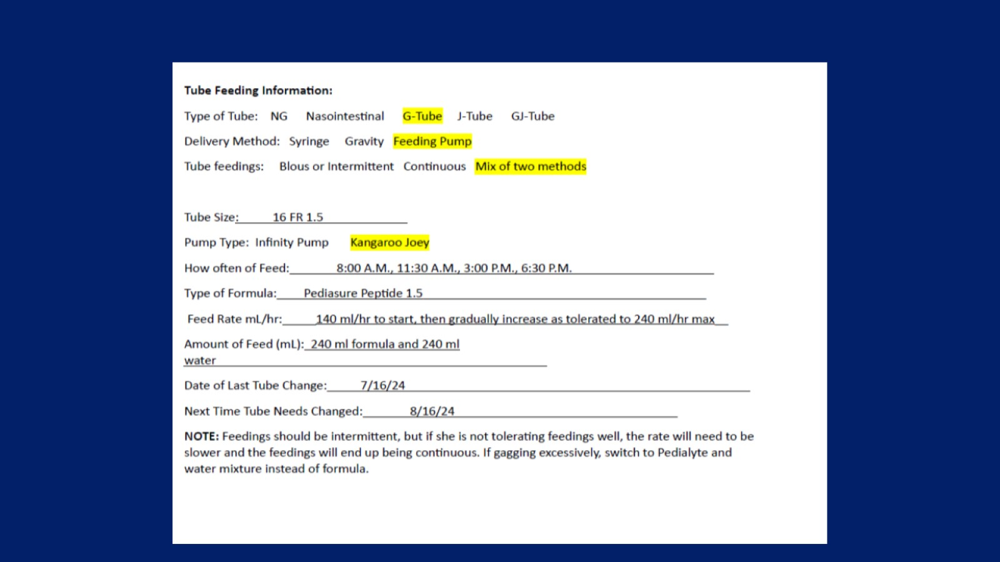 Tube Feeding Information:
Type of Tube: NG Nasointestinal G-Tube J-Tube GJ-Tube
Delivery Method: Syringe Gravity Feeding Pump
Tube feedings: Blous or Intermittent Continuous Mix of two methods
Tube Size: 16 FR 1.5
Pump Type: Infinity Pump Kangaroo Joey
How often of Feed: 8:00 A.M., 11:30 A.M., 3:00 P.M., 6:30 P.M.
Type of Formula: Pediasure Peptide 1.5
Feed Rate mL/hr: 140 ml/hr to start, then gradually increase as tolerated to 240 ml/hr max
Amount of Feed (mL): 240 ml formula and 240 ml
water
Date of Last Tube Change: 7/16/24
Next Time Tube Needs Changed: 8/16/24
NOTE: Feedings should be intermittent, but if she is not tolerating feedings well, the rate will need to be
slower and the feedings will end up being continuous. If gagging excessively, switch to Pedialyte and
water mixture instead of formula.